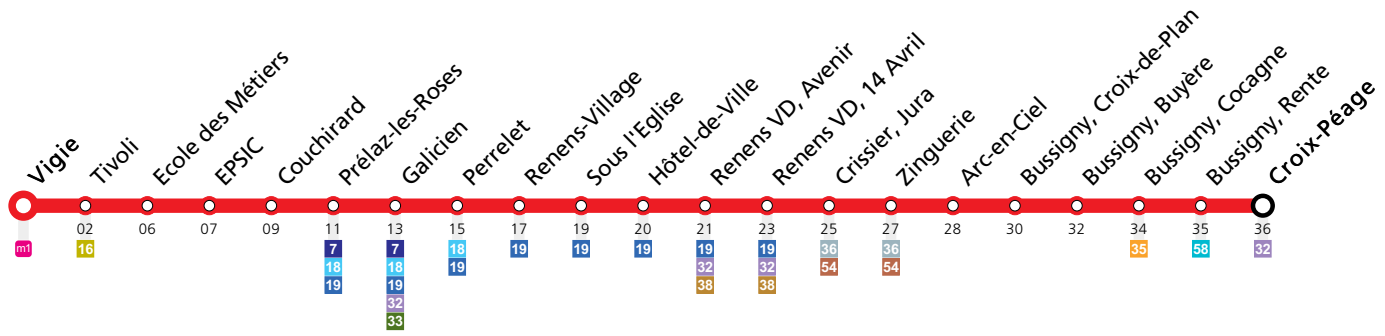 Vigie
Tivoli
Ecole des Métiers
EPSIC
Couchirard
Prélaz-les-Roses
Galicien
Perrelet
Renens-Village
Sous l'Eglise
Hôtel-de-Ville
Renens VD, Avenir
Renens VD, 14 Avril
Crissier, Jura
Zinguerie
Arc-en-Ciel
Bussigny, Croix-de-Plan
Bussigny, Buyère
Bussigny, Cocagne
Bussigny, Rente
Croix-Péage
02 06 07 09 11 13 15 17 19 20 21 23 25 27 28 30 32 34 35 36
m1 16 7 7 18 19 19 19 19 19 36 36 35 58 32
18 18 19 32 32 54 54
19 19 38 38
32
33